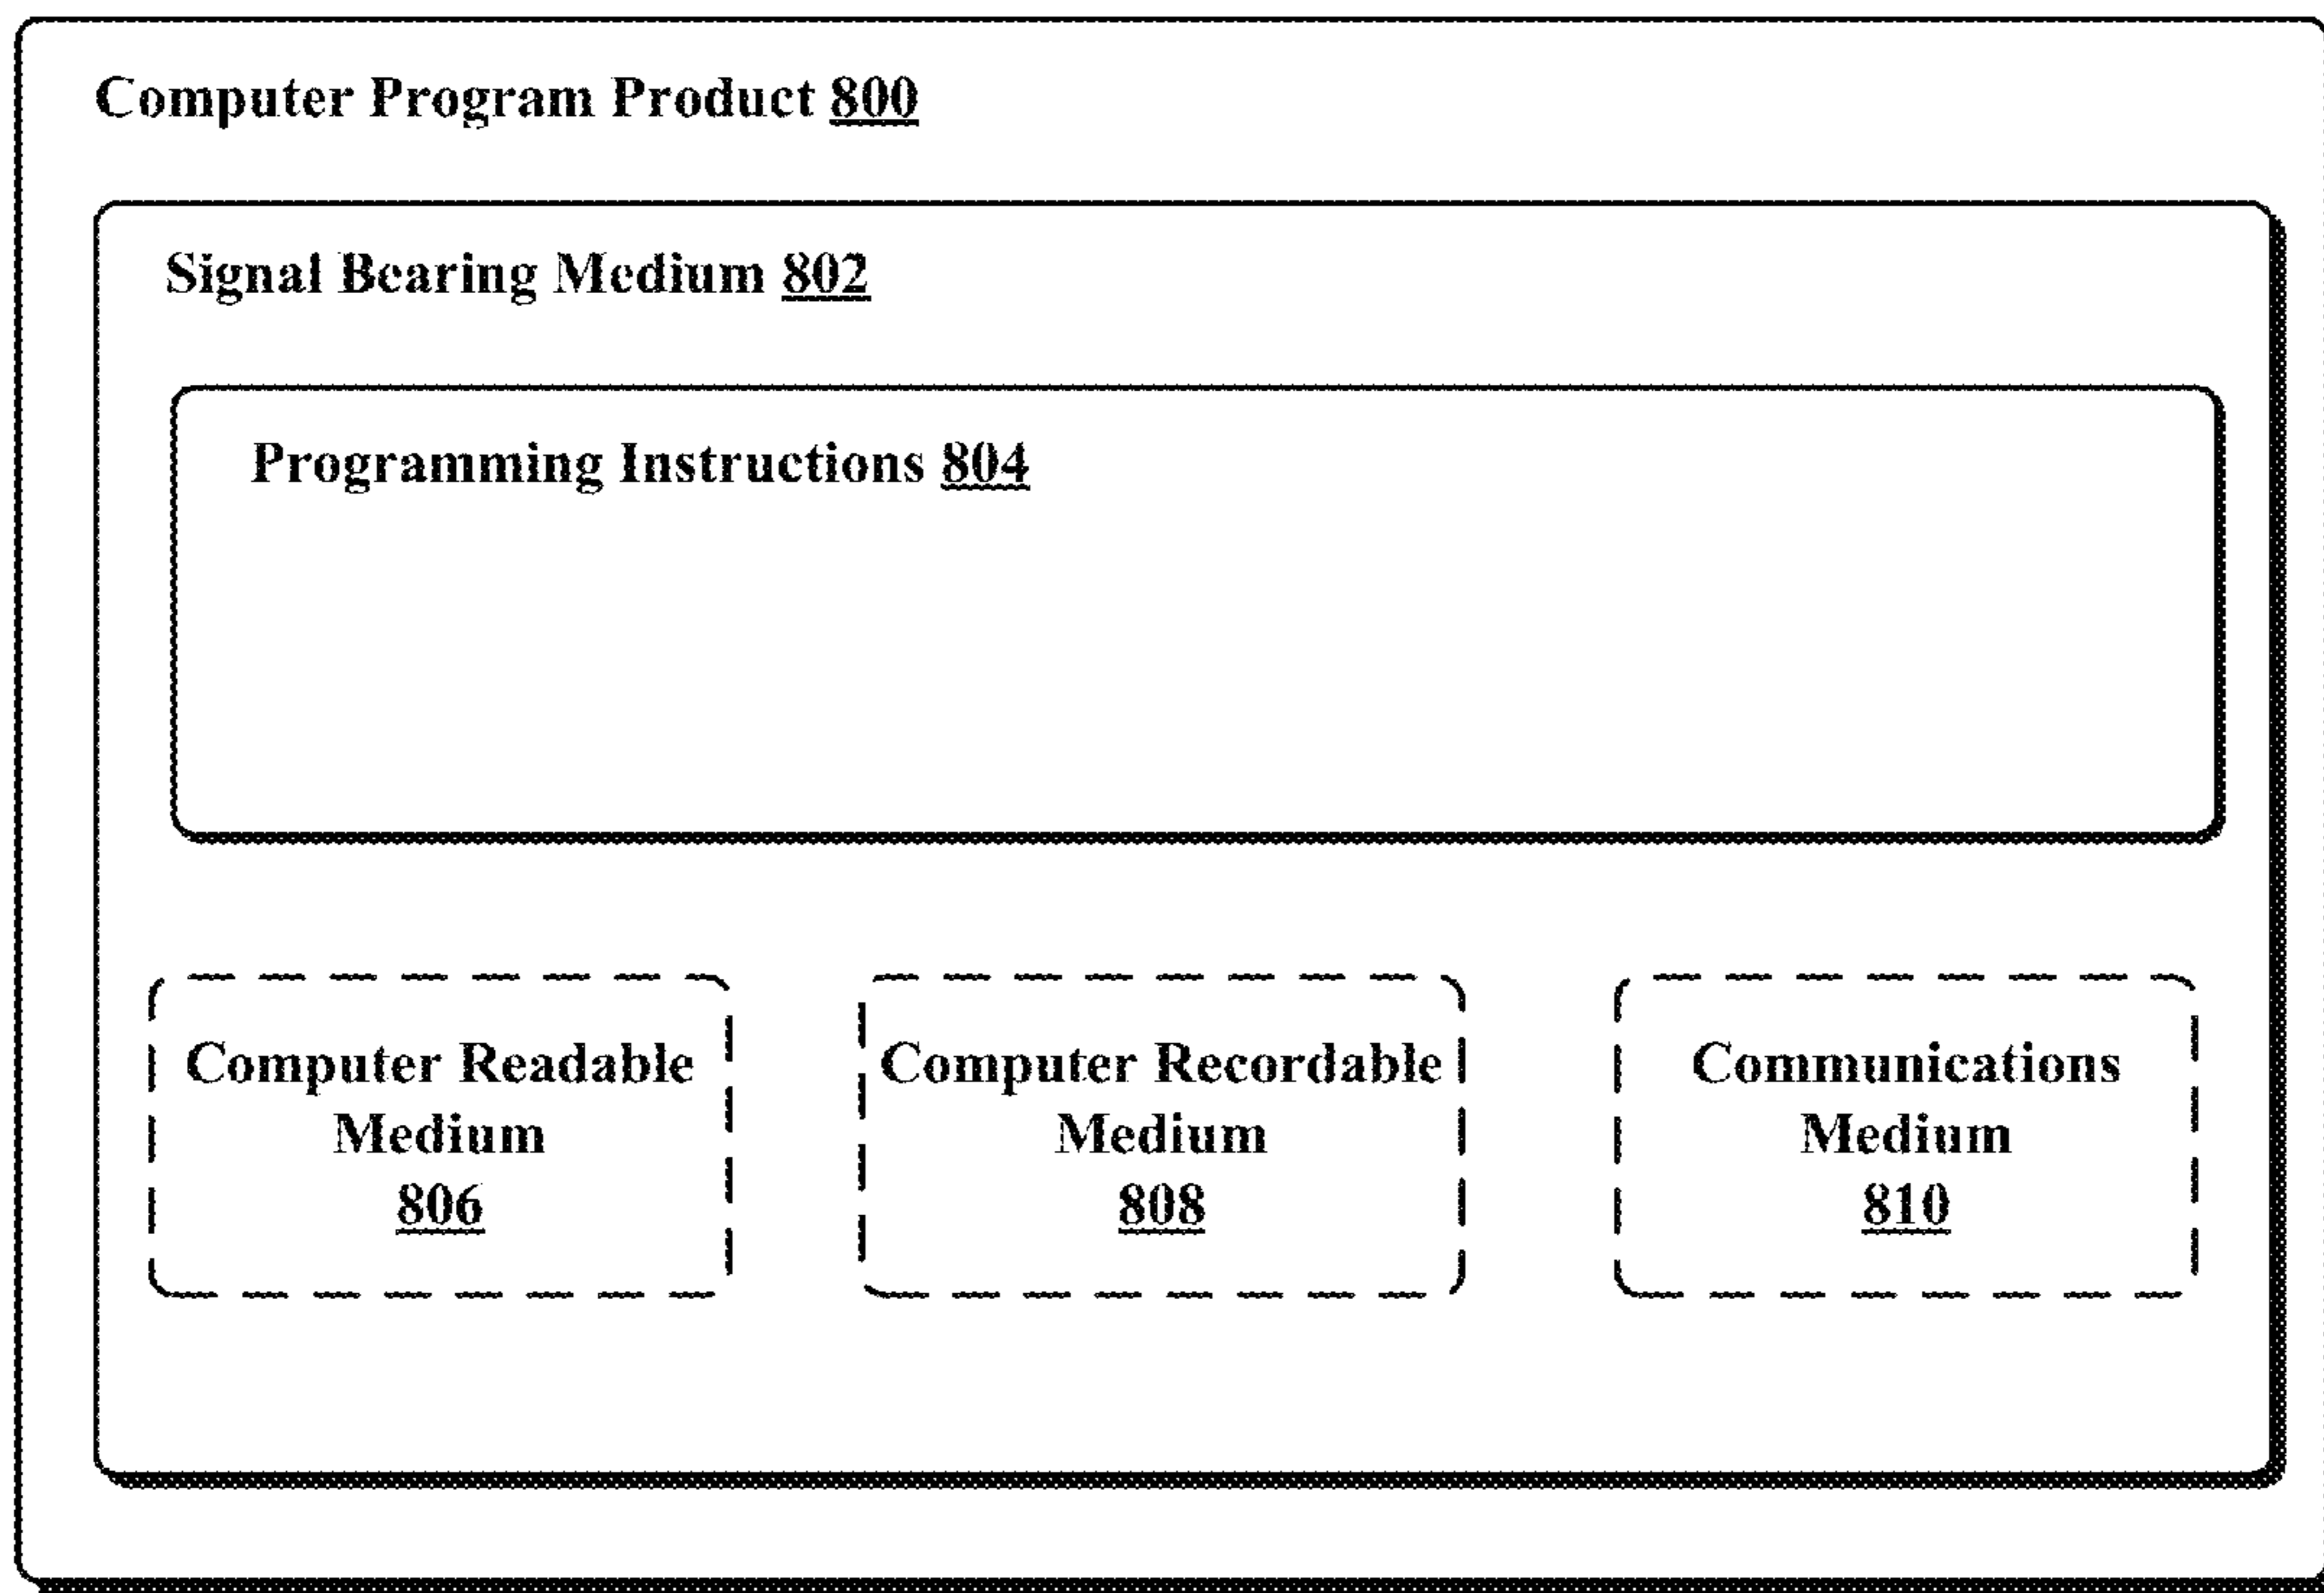 Computer Program Product 800
Signal Bearing Medium 802
Programming Instructions 804
Computer Readable
Medium
806
Computer Recordable
Medium
808
Communications
Medium
810